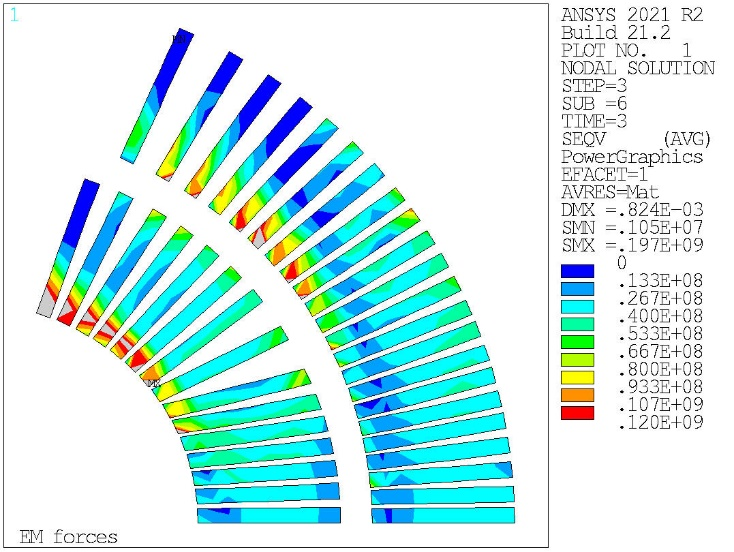 1
ANSYS 2021 R2
Build 21.2
PLOT NO. 1
NODAL SOLUTION
STEP=3
SUB =6
TIME=3
SEQV (AVG)
PowerGraphics
EFACET=1
AVRES=Mat
DMX =.824E-03
SMN =.105E+07
SMX =.197E+09
0
.133E+08
.267E+08
.400E+08
.533E+08
.667E+08
.800E+08
.933E+08
.107E+09
.120E+09
MX
EM forces